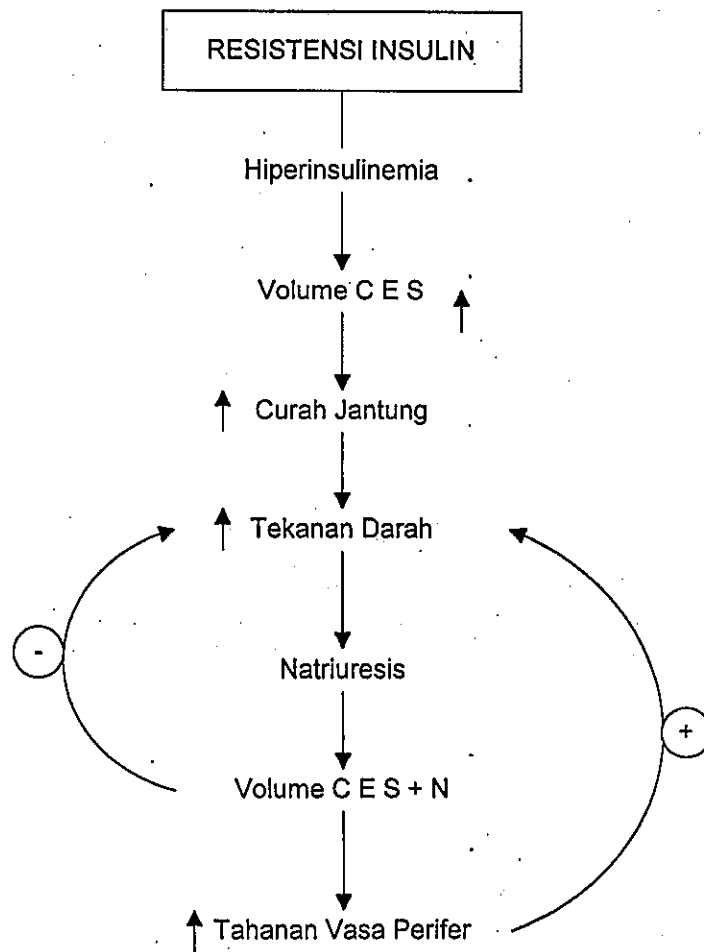 RESISTENSI INSULIN
Hiperinsulinemia
Volume C E S
Curah Jantung
Tekanan Darah
-
Natriuresis
+
Volume C E S + N
Tahanan Vasa Perifer